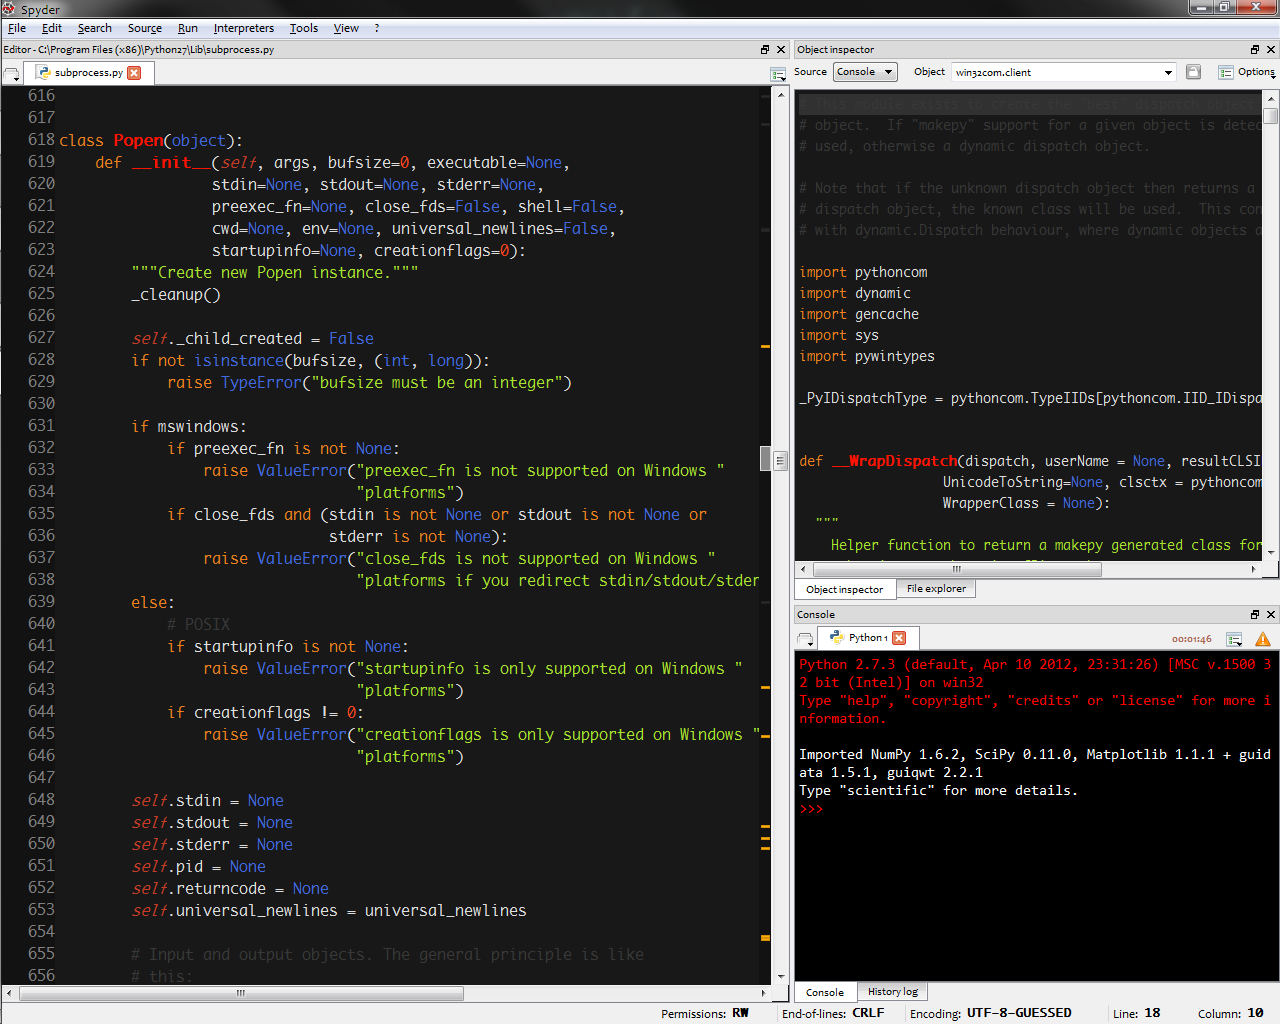 Spyder
File Edit Search Source Run Interpreters Tools View ?
Editor - C:\Program Files (x86)\Python27\Lib\subprocess.py
subprocess.py
616
617
618 class Popen(object):
619     def __init__(self, args, bufsize=0, executable=None,
620                  stdin=None, stdout=None, stderr=None,
621                  preexec_fn=None, close_fds=False, shell=False,
622                  cwd=None, env=None, universal_newlines=False,
623                  startupinfo=None, creationflags=0):
624         """Create new Popen instance."""
625         _cleanup()
626
627         self._child_created = False
628         if not isinstance(bufsize, (int, long)):
629             raise TypeError("bufsize must be an integer")
630
631         if mswindows:
632             if preexec_fn is not None:
633                 raise ValueError("preexec_fn is not supported on Windows "
634                                  "platforms")
635             if close_fds and (stdin is not None or stdout is not None or
636                               stderr is not None):
637                 raise ValueError("close_fds is not supported on Windows "
638                                  "platforms if you redirect stdin/stdout/stder
639         else:
640             # POSIX
641             if startupinfo is not None:
642                 raise ValueError("startupinfo is only supported on Windows "
643                                  "platforms")
644             if creationflags != 0:
645                 raise ValueError("creationflags is only supported on Windows "
646                                  "platforms")
647
648         self.stdin = None
649         self.stdout = None
650         self.stderr = None
651         self.pid = None
652         self.returncode = None
653         self.universal_newlines = universal_newlines
654
655         # Input and output objects. The general principle is like
656         # this:
Object inspector
Source Console Object win32com.client Options
# This module exists to create the "best" dispatch object
# object.  If "makepy" support for a given object is detec
# used, otherwise a dynamic dispatch object.
# Note that if the unknown dispatch object then returns a
# dispatch object, the known class will be used.  This con
# with dynamic.Dispatch behaviour, where dynamic objects a
import pythoncom
import dynamic
import gencache
import sys
import pywintypes
_PyIDispatchType = pythoncom.TypeIIDs[pythoncom.IID_IDispa
def __WrapDispatch(dispatch, userName = None, resultCLSI
                UnicodeToString=None, clsctx = pythoncom
                WrapperClass = None):
  """
    Helper function to return a makepy generated class for
Object inspector File explorer
Console
Python 1 00:01:46
Python 2.7.3 (default, Apr 10 2012, 23:31:26) [MSC v.1500 3
2 bit (Intel)] on win32
Type "help", "copyright", "credits" or "license" for more i
nformation.
Imported NumPy 1.6.2, SciPy 0.11.0, Matplotlib 1.1.1 + guid
ata 1.5.1, guiqwt 2.2.1
Type "scientific" for more details.
>>>
Console History log
Permissions: RW End-of-lines: CRLF Encoding: UTF-8-GUESSED Line: 18 Column: 10